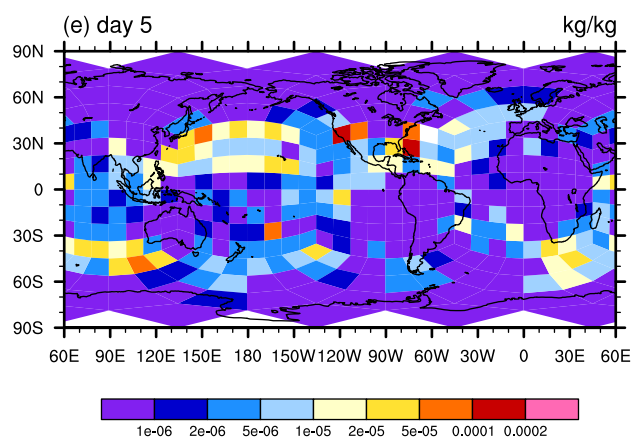 (e) day 5 kg/kg
90N
60N
30N
0
30S
60S
90S
60E 90E 120E 150E 180 150W 120W 90W 60W 30W 0 30E 60E
1e-06 2e-06 5e-06 1e-05 2e-05 5e-05 0.0001 0.0002